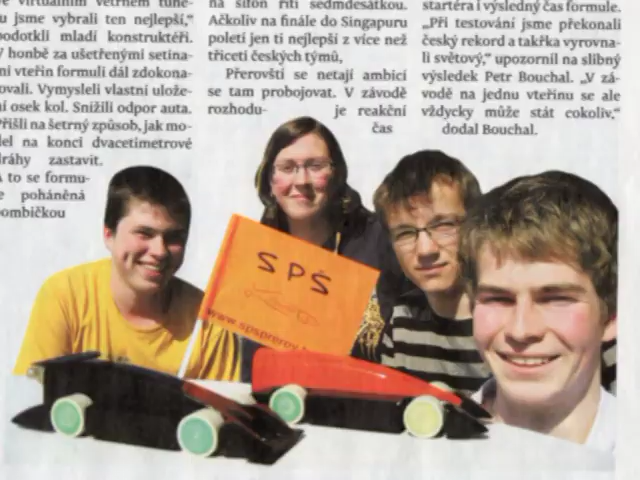 virtuálním větrném tune-
u jsme vybrali ten nejlepší,"
podotkli mladí konstruktéři.
V honbě za ušetřenými setina-
mi vteřin formuli dál zdokona-
ovali. Vymysleli vlastní ulože-
ní osek kol. Snížili odpor auta.
Přišli na šetrný způsob, jak mo-
del na konci dvacetimetrové
dráhy zastavit.
A to se formu-
e poháněná
bombičkou
na sifon řítí sedmdesátkou.
Ačkoliv na finále do Singapuru
poletí jen ti nejlepší z více než
třiceti českých týmů,
Přerovští se netají ambicí
se tam probojovat. V závodě
rozhodu- je reakční
čas
startéra i výsledný čas formule.
„Při testování jsme překonali
český rekord a takřka vyrovna-
li světový," upozornil na slibný
výsledek Petr Bouchal. „V zá-
vodě na jednu vteřinu se ale
vždycky může stát cokoliv,"
dodal Bouchal.
SPŠ
www.spsprerov.